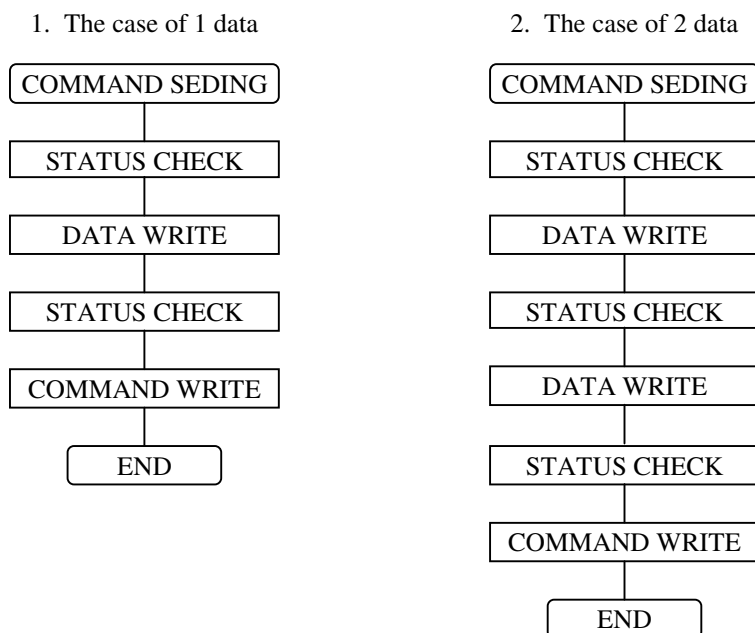 1. The case of 1 data
COMMAND SEDING
STATUS CHECK
DATA WRITE
STATUS CHECK
COMMAND WRITE
END
2. The case of 2 data
COMMAND SEDING
STATUS CHECK
DATA WRITE
STATUS CHECK
DATA WRITE
STATUS CHECK
COMMAND WRITE
END